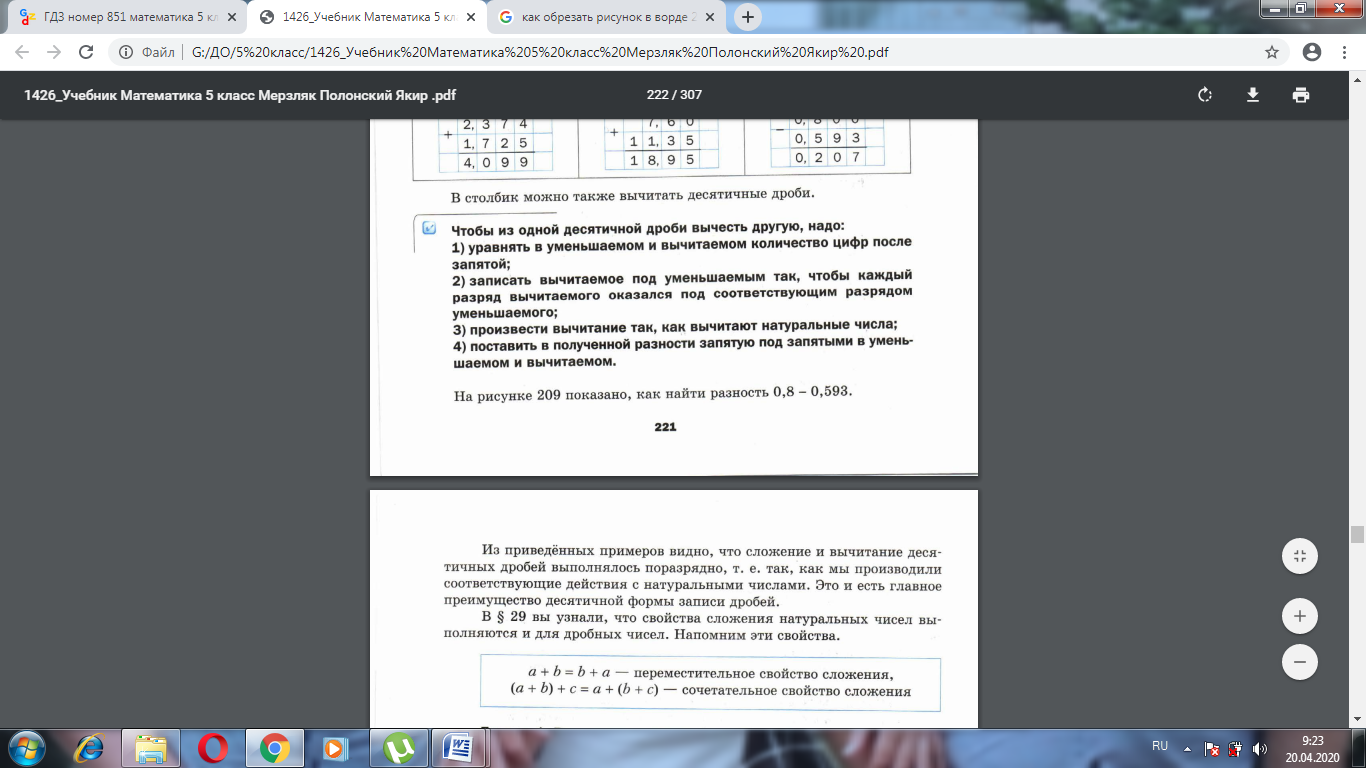 ГДЗ номер 851 математика 5 кл
1426_Учебник Математика 5 кл
как обрезать рисунок в ворде 2
Файл
G:/ДО/5%20класс/1426_Учебник%20Математика%205%20класс%20Мерзляк%20Полонский%20Якир%20.pdf
1426_Учебник Математика 5 класс Мерзляк Полонский Якир .pdf
222 / 307
+ 2,374
1,725
4,099
+ 7,60
11,35
18,95
− 0,800
0,593
0,207
В столбик можно также вычитать десятичные дроби.
Чтобы из одной десятичной дроби вычесть другую, надо:
1) уравнять в уменьшаемом и вычитаемом количество цифр после
запятой;
2) записать вычитаемое под уменьшаемым так, чтобы каждый
разряд вычитаемого оказался под соответствующим разрядом
уменьшаемого;
3) произвести вычитание так, как вычитают натуральные числа;
4) поставить в полученной разности запятую под запятыми в умень-
шаемом и вычитаемом.
На рисунке 209 показано, как найти разность 0,8 – 0,593.
221
Из приведённых примеров видно, что сложение и вычитание деся-
тичных дробей выполнялось поразрядно, т. е. так, как мы производили
соответствующие действия с натуральными числами. Это и есть главное
преимущество десятичной формы записи дробей.
В § 29 вы узнали, что свойства сложения натуральных чисел вы-
полняются и для дробных чисел. Напомним эти свойства.
a + b = b + a — переместительное свойство сложения,
(a + b) + c = a + (b + c) — сочетательное свойство сложения
RU
9:23
20.04.2020